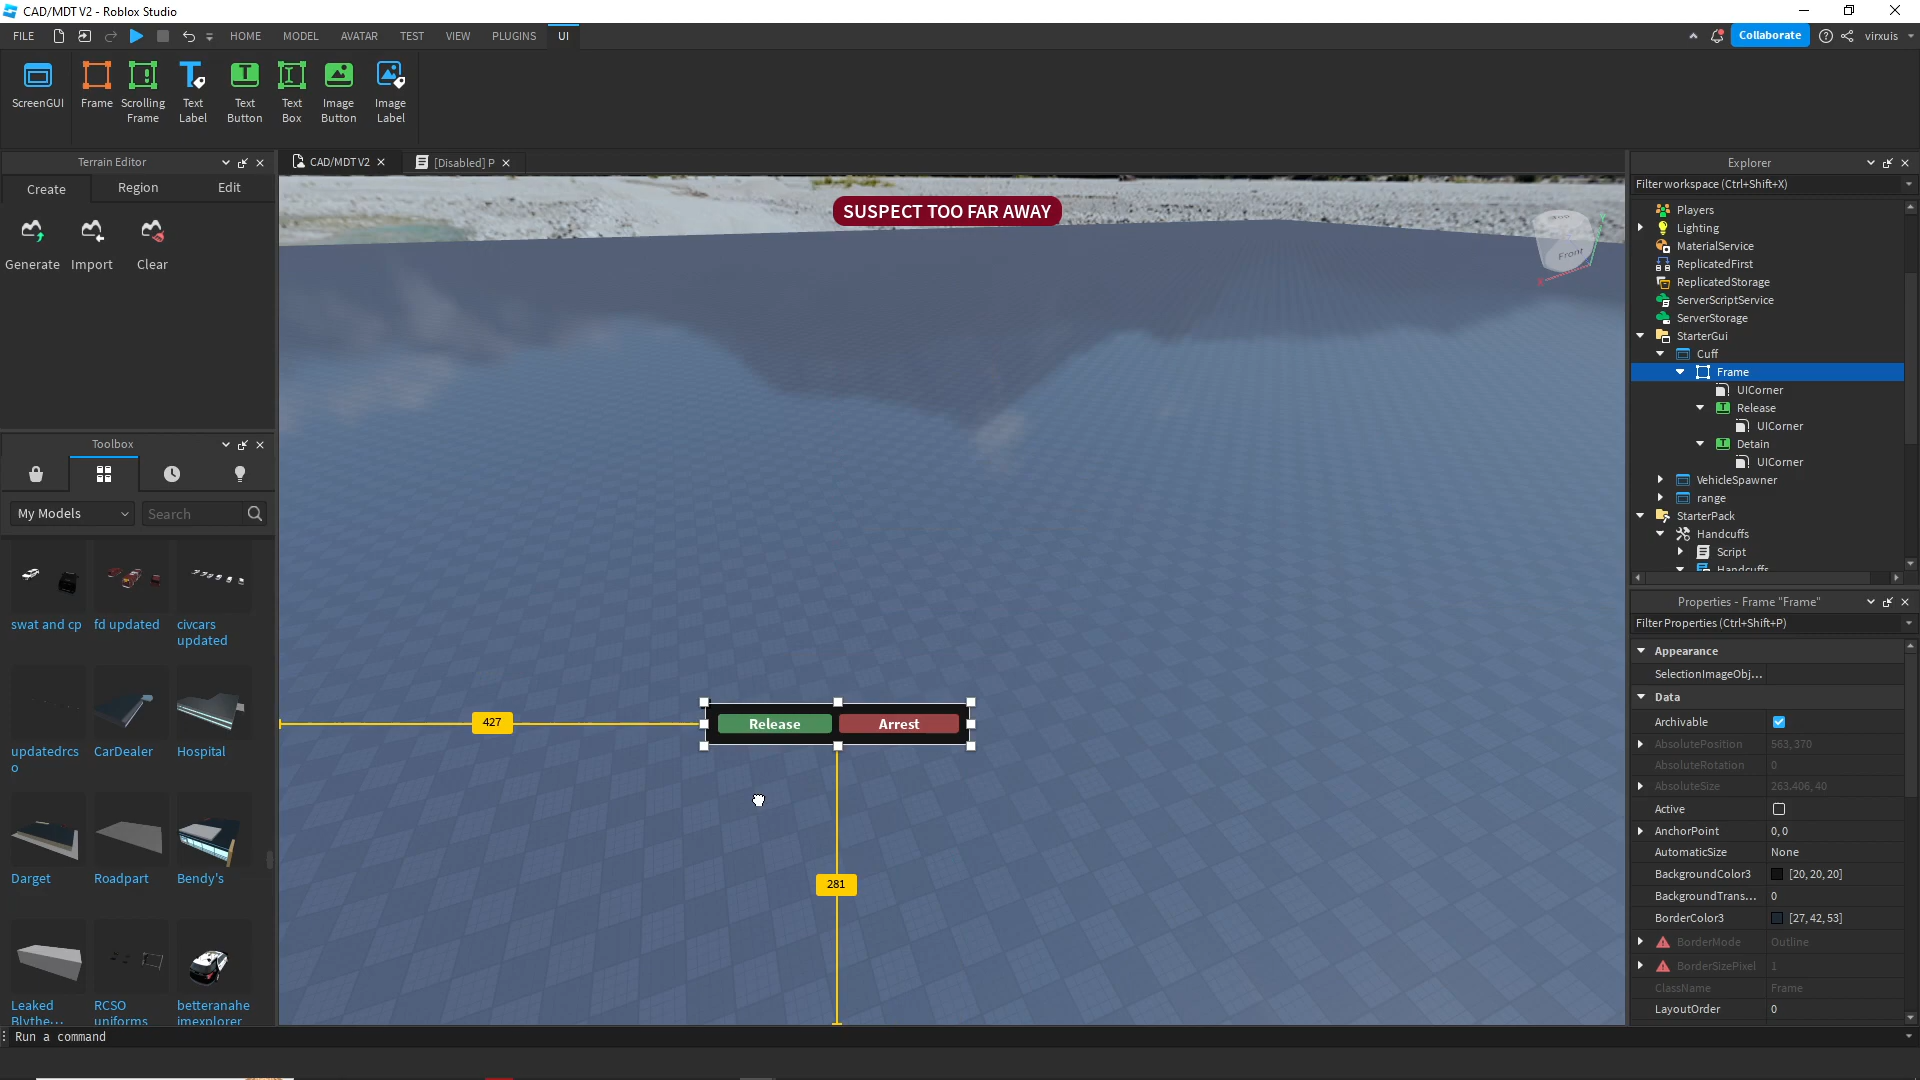 CAD/MDT V2 - Roblox Studio
FILE
HOME
MODEL
AVATAR
TEST
VIEW
PLUGINS
UI
Collaborate
virxuis
ScreenGUI
Frame
Scrolling
Frame
Text
Label
Text
Button
Text
Box
Image
Button
Image
Label
Terrain Editor
Create
Region
Edit
Generate
Import
Clear
Toolbox
My Models
Search
swat and cp
fd updated
civcars
updated
updatedrcs
o
CarDealer
Hospital
Darget
Roadpart
Bendy's
Leaked
Blythe...
RCSO
uniforms
betteranahe
imexplorer
CAD/MDT V2
[Disabled] P
SUSPECT TOO FAR AWAY
Front
427
Release
Arrest
281
Explorer
Filter workspace (Ctrl+Shift+X)
Players
Lighting
MaterialService
ReplicatedFirst
ReplicatedStorage
ServerScriptService
ServerStorage
StarterGui
Cuff
Frame
UICorner
Release
UICorner
Detain
UICorner
VehicleSpawner
range
StarterPack
Handcuffs
Script
Handcuffs
Properties - Frame "Frame"
Filter Properties (Ctrl+Shift+P)
Appearance
SelectionImageObj...
Data
Archivable
AbsolutePosition 563, 370
AbsoluteRotation 0
AbsoluteSize 263.406, 40
Active
AnchorPoint 0, 0
AutomaticSize None
BackgroundColor3 [20, 20, 20]
BackgroundTrans... 0
BorderColor3 [27, 42, 53]
BorderMode Outline
BorderSizePixel 1
ClassName Frame
LayoutOrder 0
Run a command